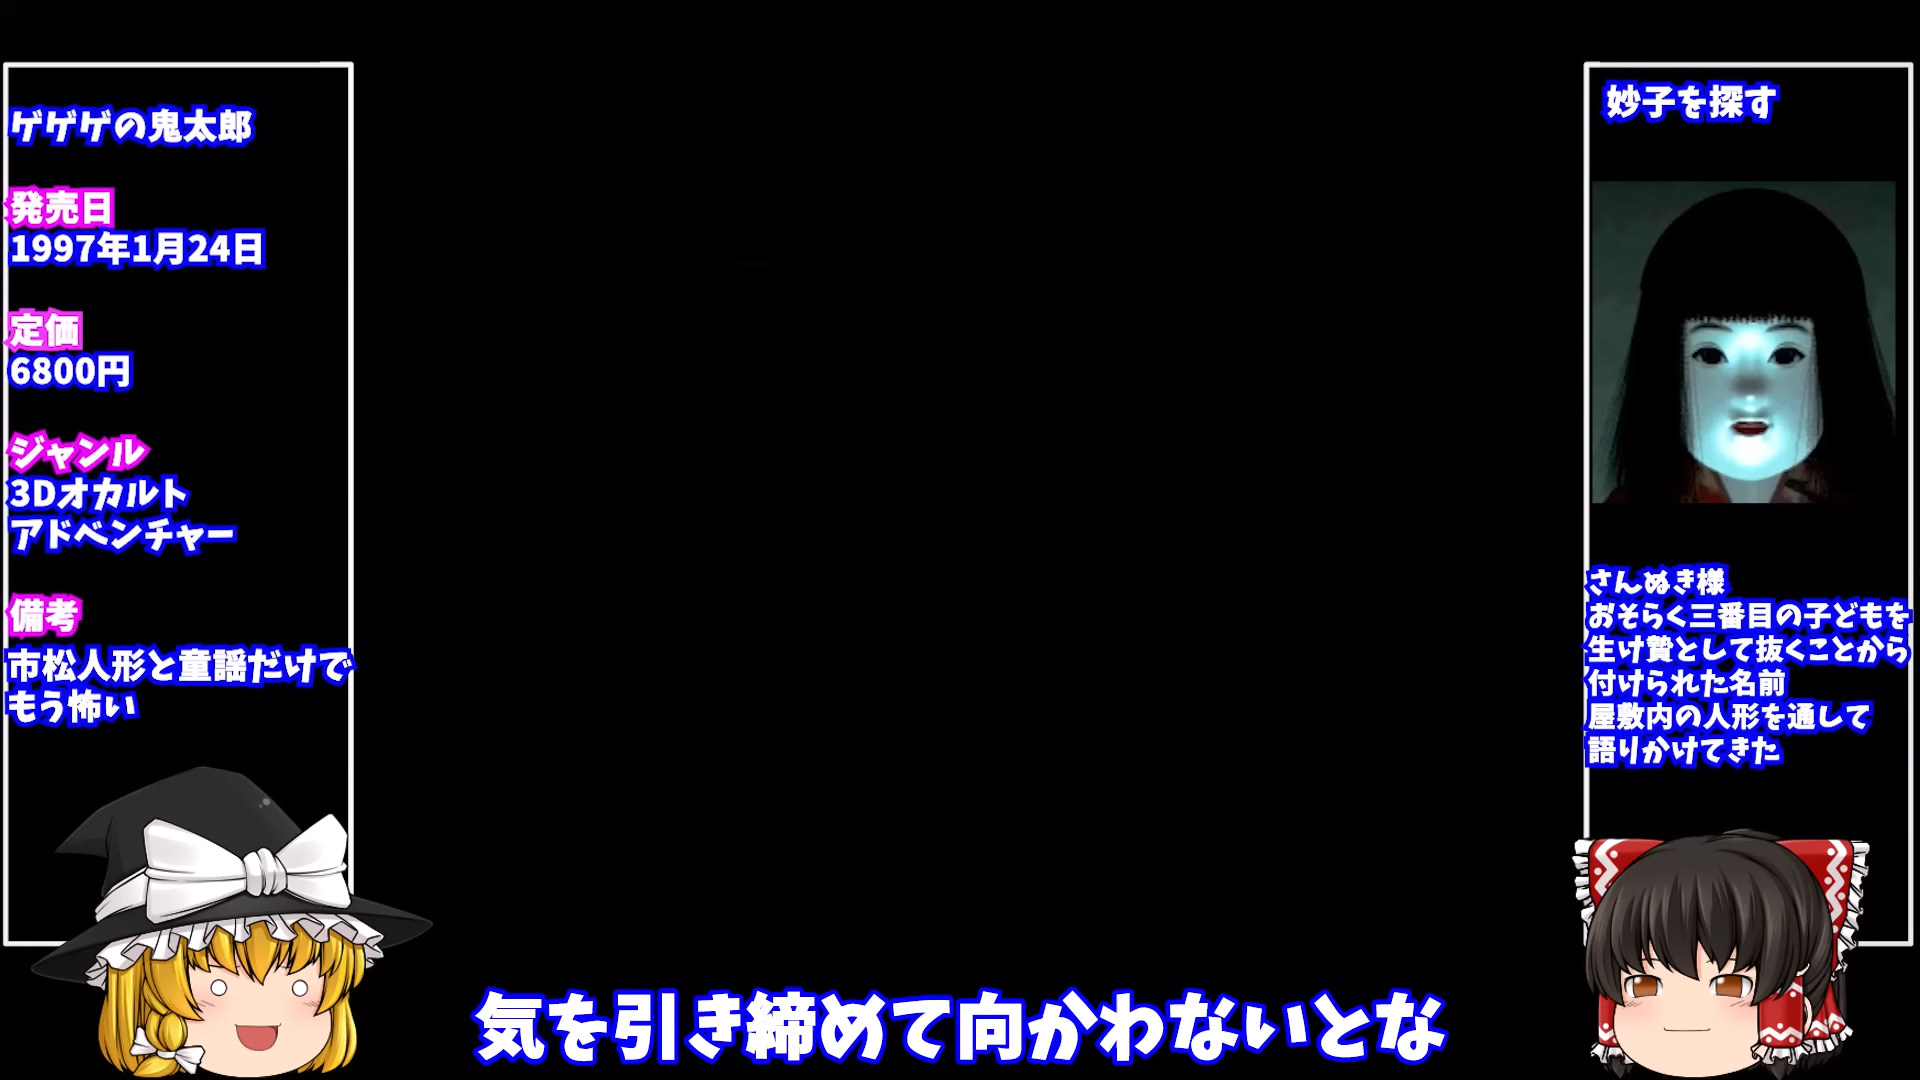 ゲゲゲの鬼太郎
発売日
1997年1月24日
定価
6800円
ジャンル
3Dオカルト
アドベンチャー
備考
市松人形と童謡だけで
もう怖い
妙子を探す
さんぬき様
おそらく三番目の子どもを
生け贄として抜くことから
付けられた名前
屋敷内の人形を通して
語りかけてきた
気を引き締めて向かわないとな